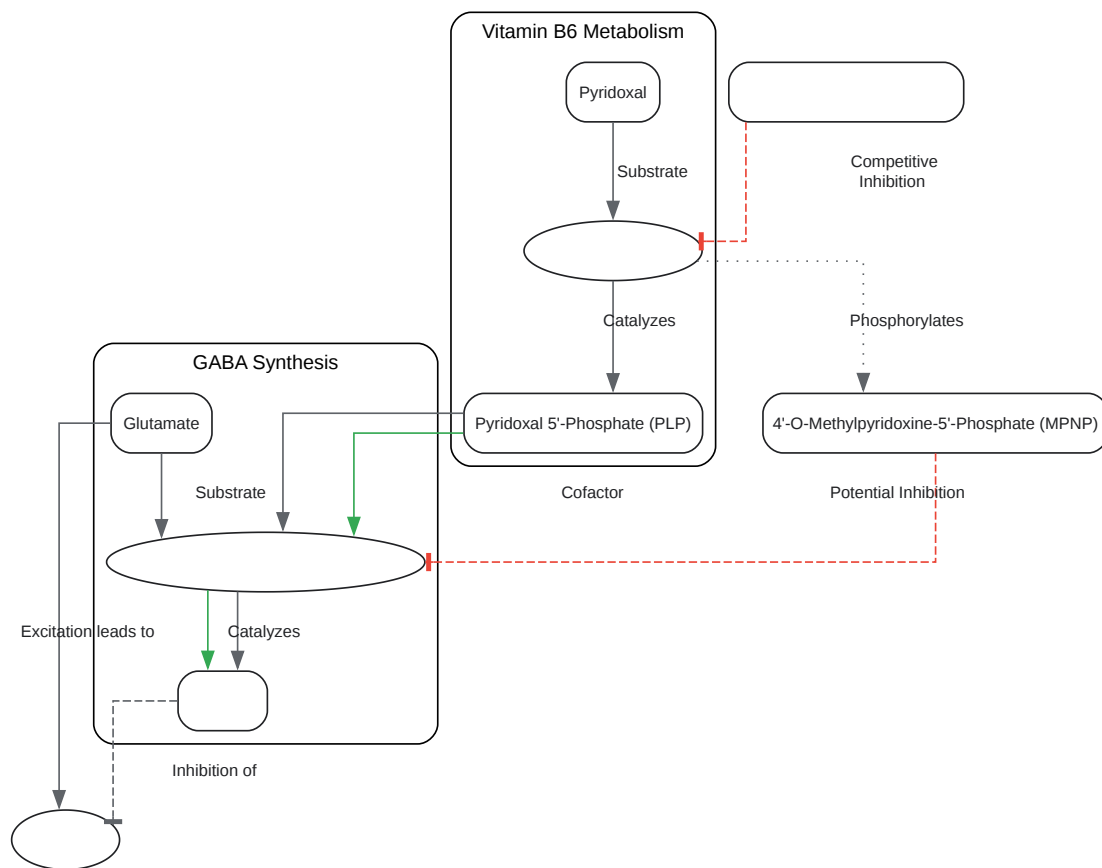 Vitamin B6 Metabolism
Pyridoxal
Competitive
Inhibition
Substrate
Catalyzes
Phosphorylates
GABA Synthesis
Glutamate
Pyridoxal 5'-Phosphate (PLP)
4'-O-Methylpyridoxine-5'-Phosphate (MPNP)
Substrate
Cofactor
Potential Inhibition
Excitation leads to
Catalyzes
Inhibition of